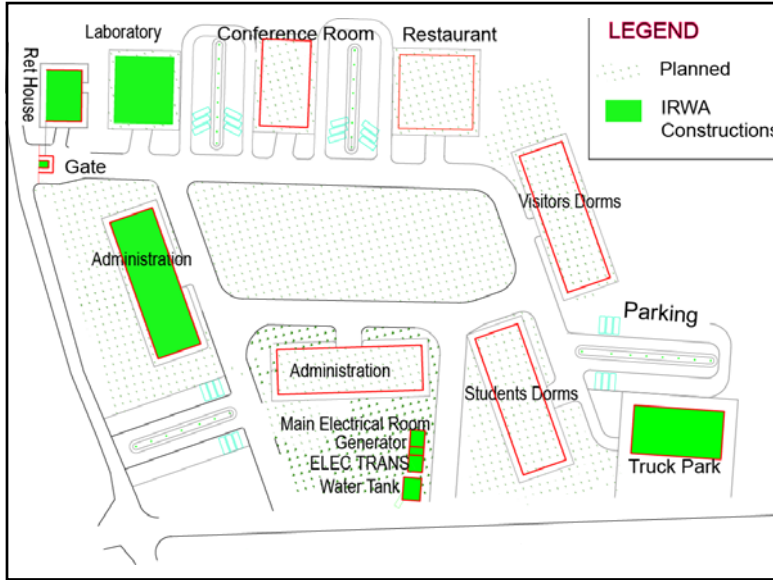 Laboratory
Conference Room
Restaurant
LEGEND
Planned
IRWA
Constructions
Ret House
Gate
Visitors Dorms
Administration
Parking
Administration
Students Dorms
Main Electrical Room
Generator
ELEC TRANS
Water Tank
Truck Park